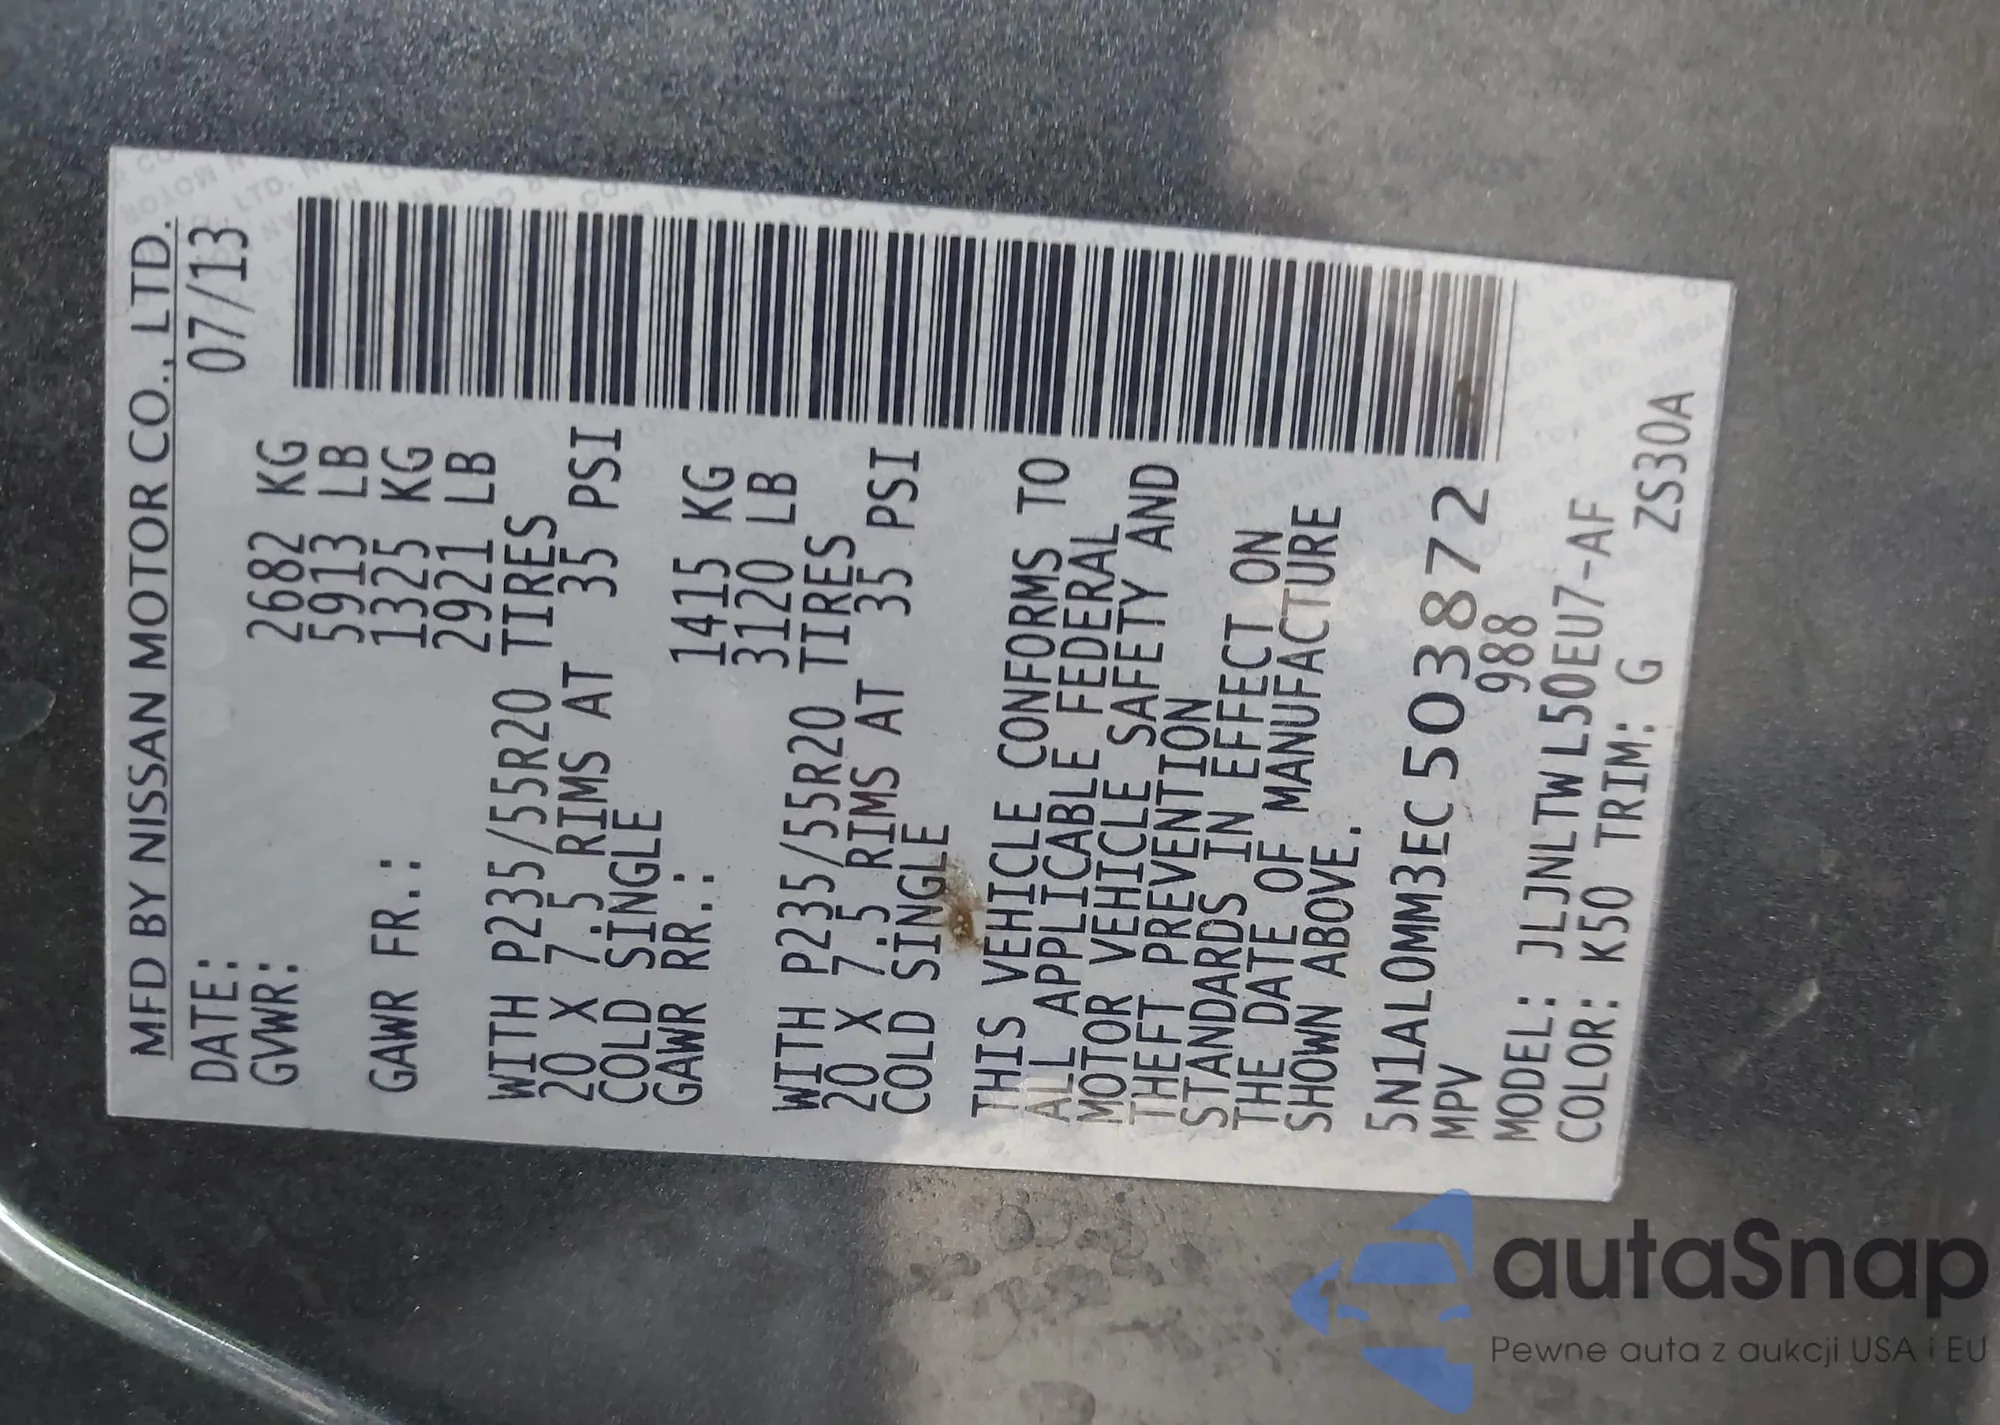 MFD BY NISSAN MOTOR CO., LTD.
DATE: 07/13
GVWR: 2682 KG
5913 LB
GAWR FR.: 1325 KG
2921 LB
WITH P235/55R20 TIRES
20 X 7.5 RIMS AT 35 PSI
COLD SINGLE
GAWR RR.: 1415 KG
3120 LB
WITH P235/55R20 TIRES
20 X 7.5 RIMS AT 35 PSI
COLD SINGLE
THIS VEHICLE CONFORMS TO
ALL APPLICABLE FEDERAL
MOTOR VEHICLE SAFETY AND
THEFT PREVENTION
STANDARDS IN EFFECT ON
THE DATE OF MANUFACTURE
SHOWN ABOVE.
5N1AL0MM3EC503872
MPV 988
MODEL: JLJNLTWL50EU7-AF
COLOR: K50 TRIM: G
ZS30A
autaSnap
Pewne auta z aukcji USA i EU